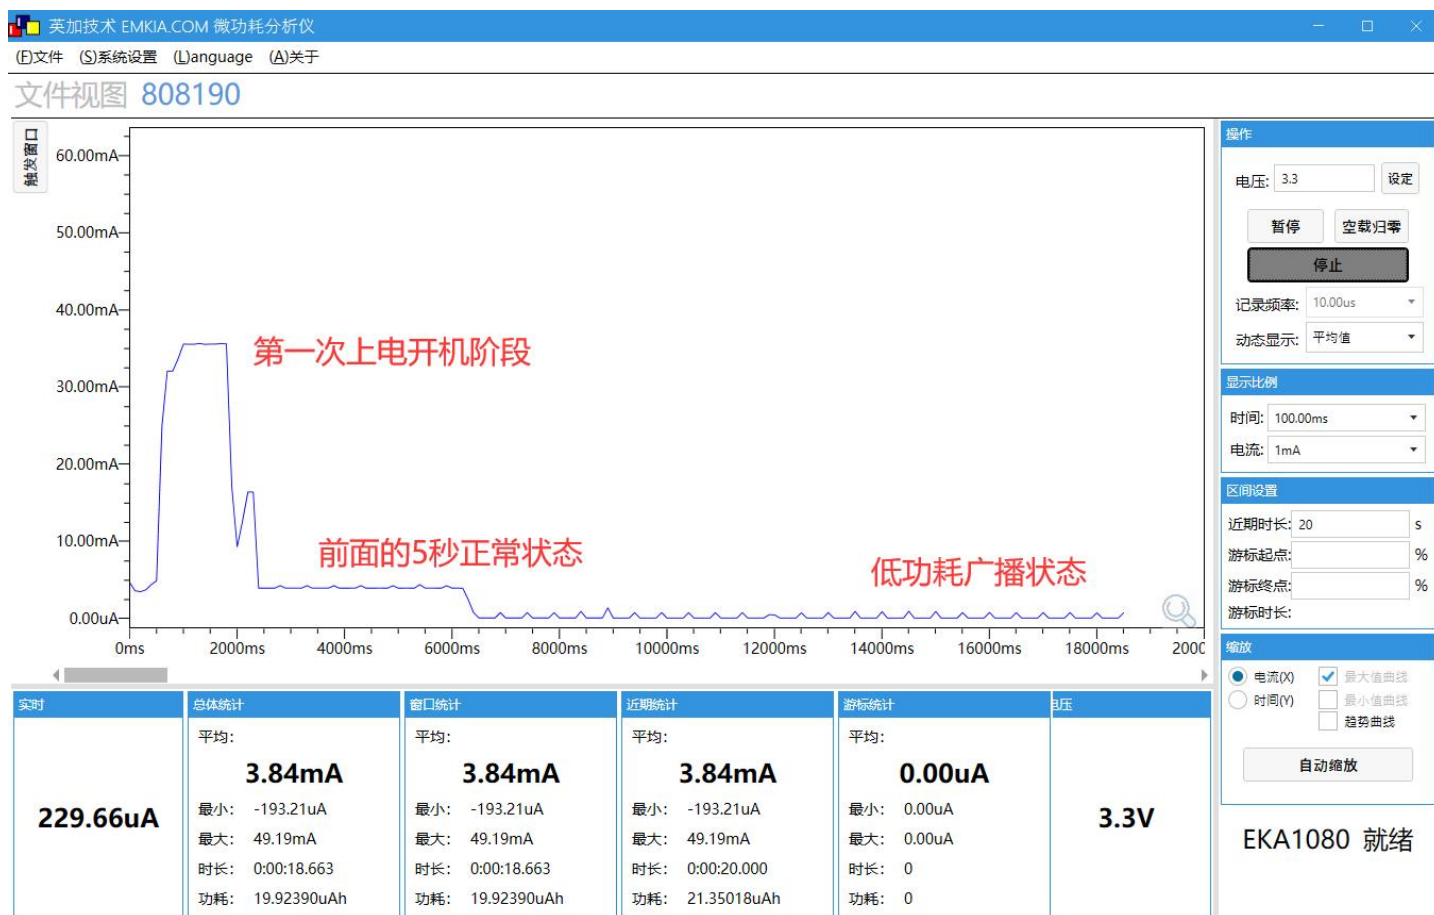 英加技术 EMKIA.COM 微功耗分析仪
(F)文件 (S)系统设置 (L)anguage (A)关于
文件视图 808190
触发窗口
60.00mA
50.00mA
40.00mA
30.00mA
20.00mA
10.00mA
0.00uA
第一次上电开机阶段
前面的5秒正常状态
低功耗广播状态
0ms 2000ms 4000ms 6000ms 8000ms 10000ms 12000ms 14000ms 16000ms 18000ms 2000
操作
电压: 3.3 设定
暂停 空载归零
停止
记录频率: 10.00us
动态显示: 平均值
显示比例
时间: 100.00ms
电流: 1mA
区间设置
近期时长: 20 s
游标起点: %
游标终点: %
游标时长:
缩放
电流(X) 最大值曲线
时间(Y) 最小值曲线
趋势曲线
自动缩放
EKA1080 就绪
实时
229.66uA
总体统计
平均:
3.84mA
最小: -193.21uA
最大: 49.19mA
时长: 0:00:18.663
功耗: 19.92390uAh
窗口统计
平均:
3.84mA
最小: -193.21uA
最大: 49.19mA
时长: 0:00:18.663
功耗: 19.92390uAh
近期统计
平均:
3.84mA
最小: -193.21uA
最大: 49.19mA
时长: 0:00:20.000
功耗: 21.35018uAh
游标统计
平均:
0.00uA
最小: 0.00uA
最大: 0.00uA
时长: 0
功耗: 0
电压
3.3V